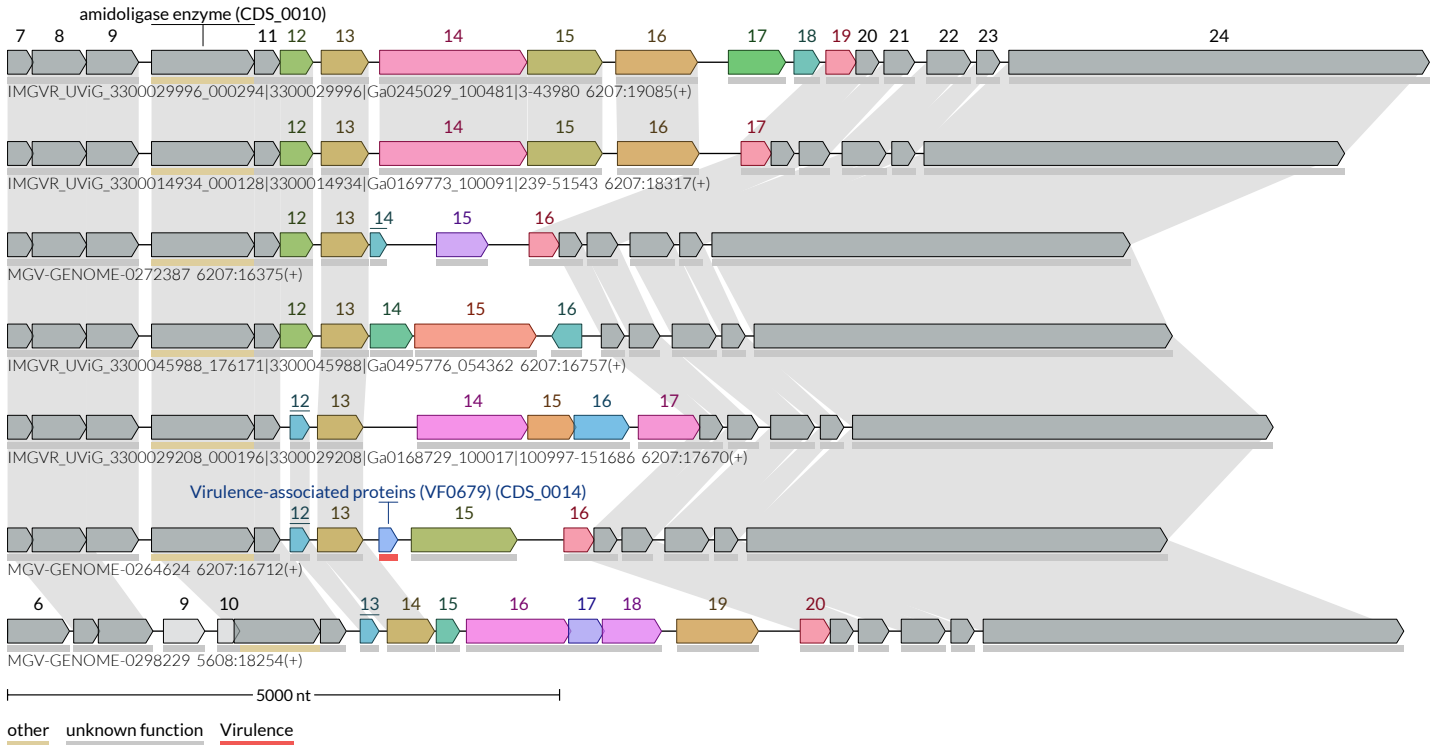 amidoligase enzyme (CDS_0010)
7 8 9 11 12 13 14 15 16 17 18 19 20 21 22 23 24
IMGVR_UViG_3300029996_000294|3300029996|Ga0245029_100481|3-43980 6207:19085(+)
12 13 14 15 16 17
IMGVR_UViG_3300014934_000128|3300014934|Ga0169773_100091|239-51543 6207:18317(+)
12 13 14 15 16
MGV-GENOME-0272387 6207:16375(+)
12 13 14 15 16
IMGVR_UViG_3300045988_176171|3300045988|Ga0495776_054362 6207:16757(+)
12 13 14 15 16 17
IMGVR_UViG_3300029208_000196|3300029208|Ga0168729_100017|100997-151686 6207:17670(+)
Virulence-associated proteins (VF0679) (CDS_0014)
12 13 15 16
MGV-GENOME-0264624 6207:16712(+)
6 9 10 13 14 15 16 17 18 19 20
MGV-GENOME-0298229 5608:18254(+)
5000 nt
other unknown function Virulence